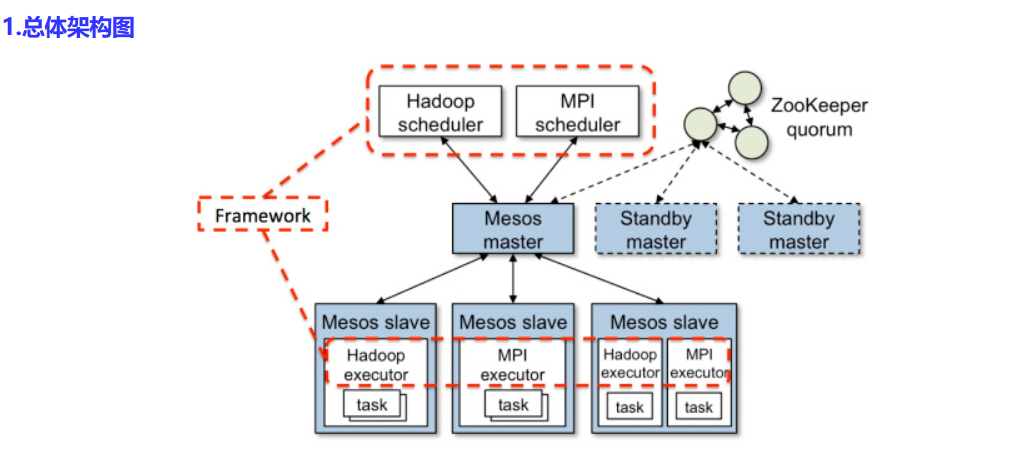 1.总体架构图
Hadoop
scheduler
MPI
scheduler
ZooKeeper
quorum
Framework
Mesos
master
Standby
master
Standby
master
Mesos slave
Hadoop
executor
task
Mesos slave
MPI
executor
task
Mesos slave
Hadoop
executor
task
MPI
executor
task